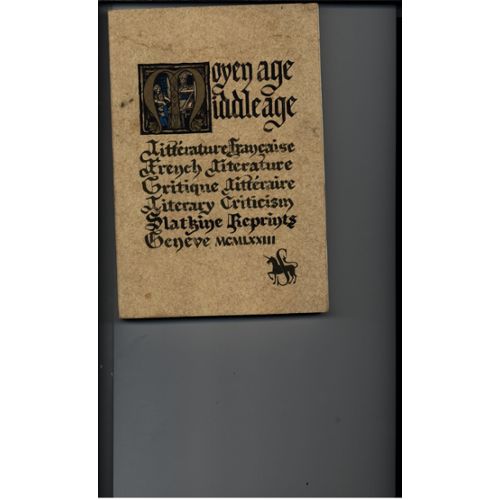 Moyen age
Middle age
Littérature Française
French Literature
Critique Littéraire
Literary Criticism
Slatkine Reprints
Genève MCMLXXIII
S